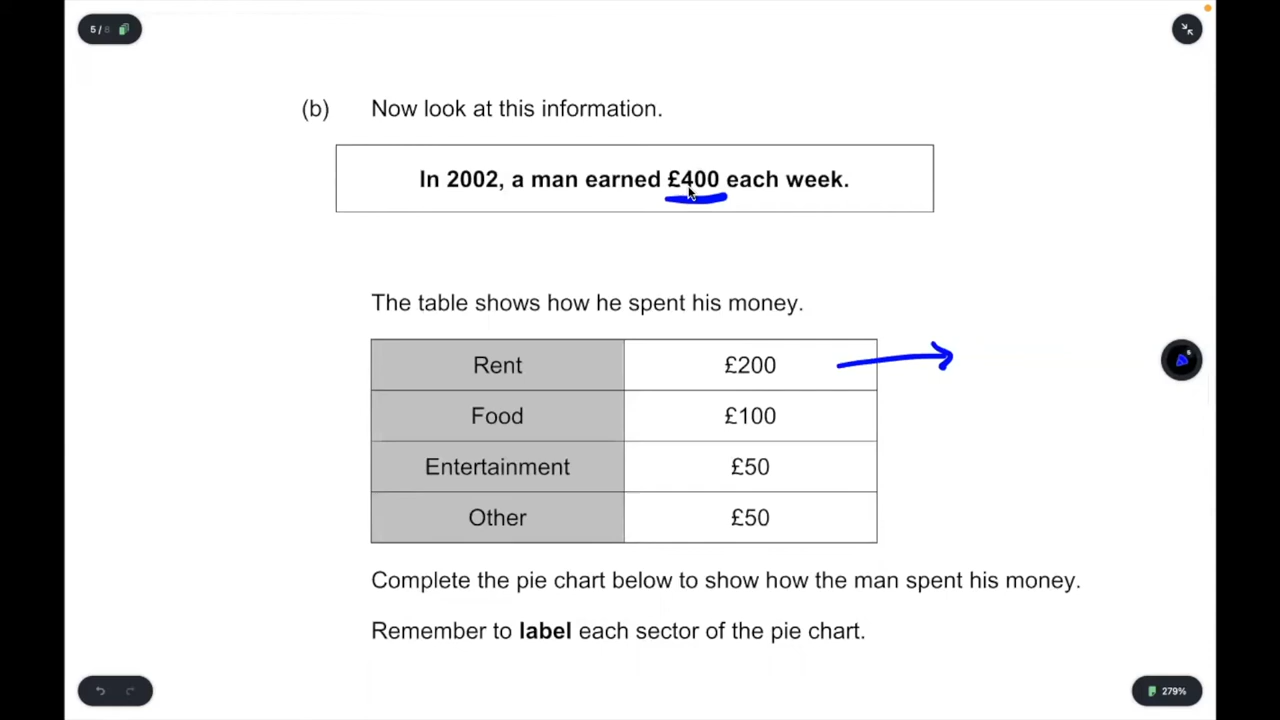 5 / 6
(b) Now look at this information.
In 2002, a man earned £400 each week.
The table shows how he spent his money.
Rent £200
Food £100
Entertainment £50
Other £50
Complete the pie chart below to show how the man spent his money.
Remember to label each sector of the pie chart.
279%